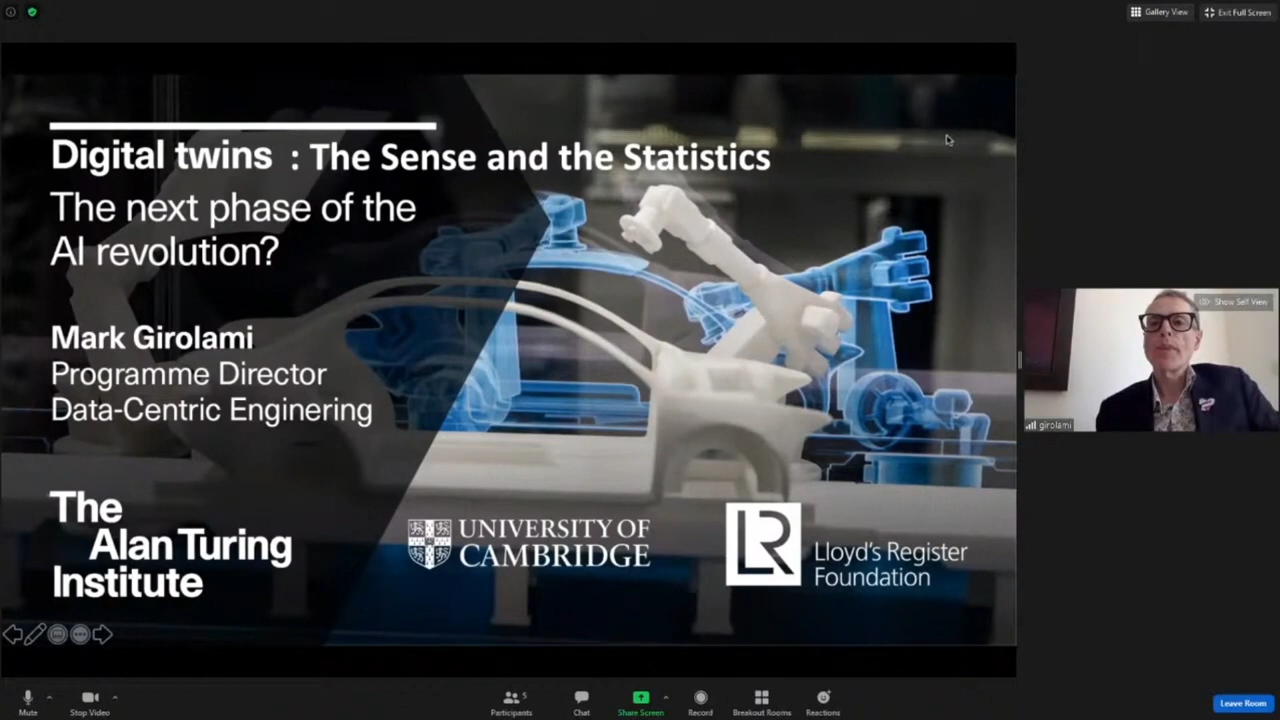 Gallery View
Exit Full Screen
Digital twins : The Sense and the Statistics
The next phase of the
AI revolution?
Mark Girolami
Programme Director
Data-Centric Enginering
The
Alan Turing
Institute
UNIVERSITY OF
CAMBRIDGE
LR
Lloyd's Register
Foundation
Show Self View
girolami
Mute
Stop Video
Participants
5
Chat
Share Screen
Record
Breakout Rooms
Reactions
Leave Room